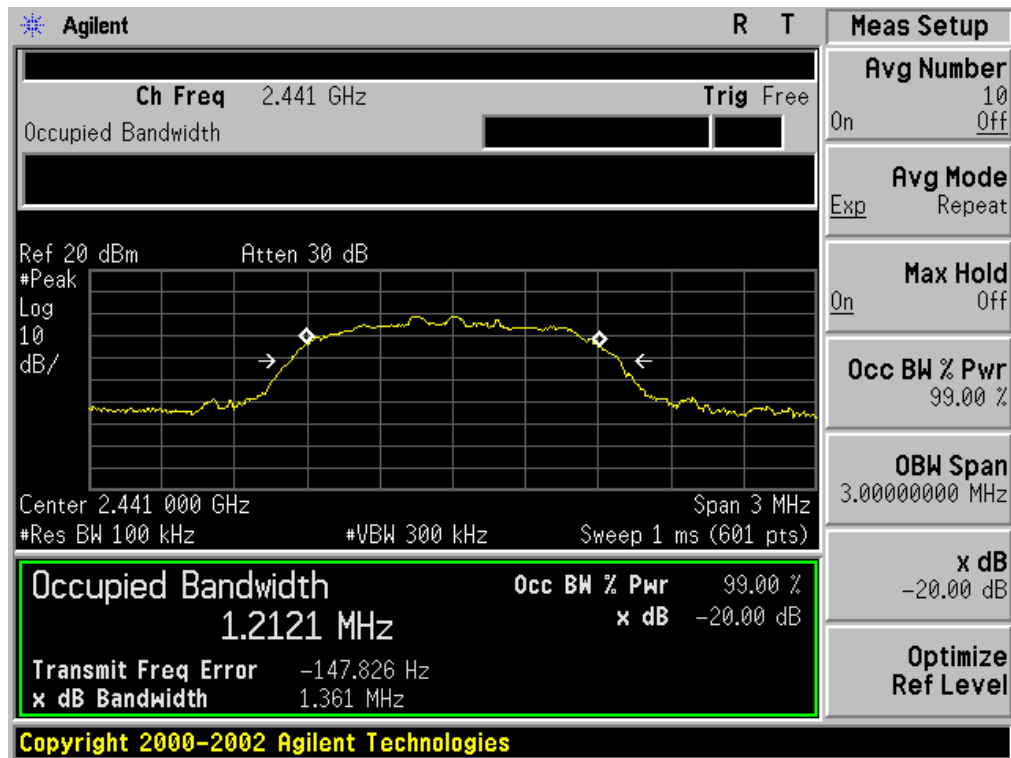 Agilent R T
Ch Freq 2.441 GHz Trig Free
Occupied Bandwidth
Ref 20 dBm Atten 30 dB
#Peak
Log
10
dB/
Center 2.441 000 GHz Span 3 MHz
#Res BW 100 kHz #VBW 300 kHz Sweep 1 ms (601 pts)
Occupied Bandwidth Occ BW % Pwr 99.00 %
1.2121 MHz x dB -20.00 dB
Transmit Freq Error -147.826 Hz
x dB Bandwidth 1.361 MHz
Copyright 2000-2002 Agilent Technologies
Meas Setup
Avg Number
10
On Off
Avg Mode
Exp Repeat
Max Hold
On Off
Occ BW % Pwr
99.00 %
OBW Span
3.00000000 MHz
x dB
-20.00 dB
Optimize
Ref Level